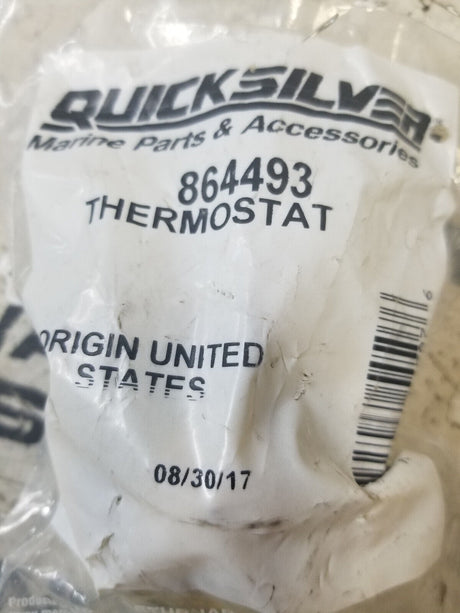 QUICKSILVER
Marine Parts & Accessories
864493
THERMOSTAT
ORIGIN UNITED
STATES
08/30/17